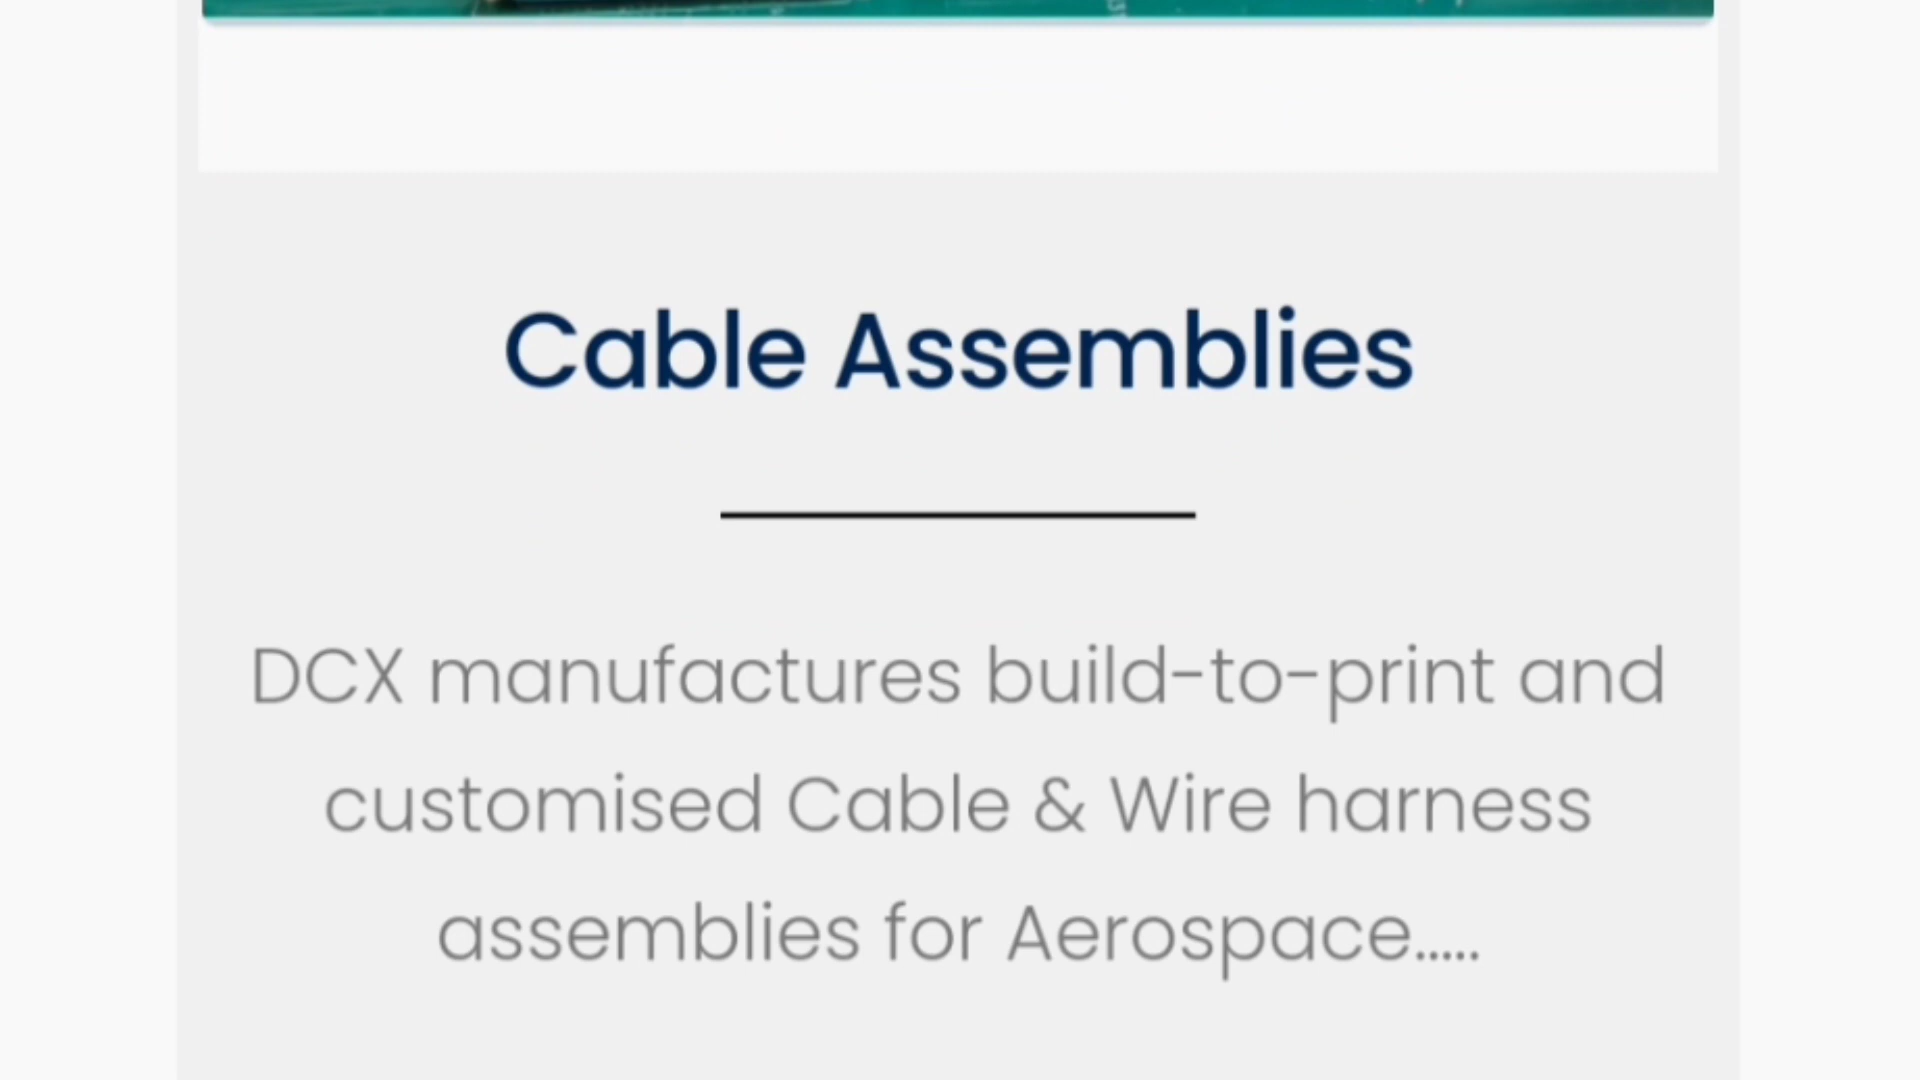 Cable Assemblies
DCX manufactures build-to-print and
customised Cable & Wire harness
assemblies for Aerospace.....